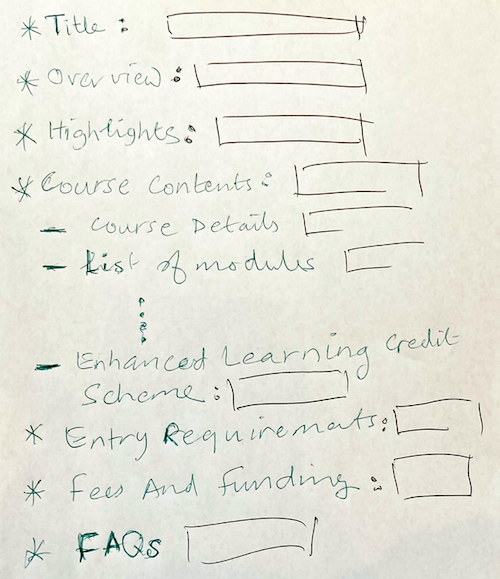 * Title :
* Overview :
* Highlights :
* Course Contents :
- Course Details
- List of modules
- Enhanced Learning Credit
Scheme :
* Entry Requirements :
* Fees And Funding :
* FAQs